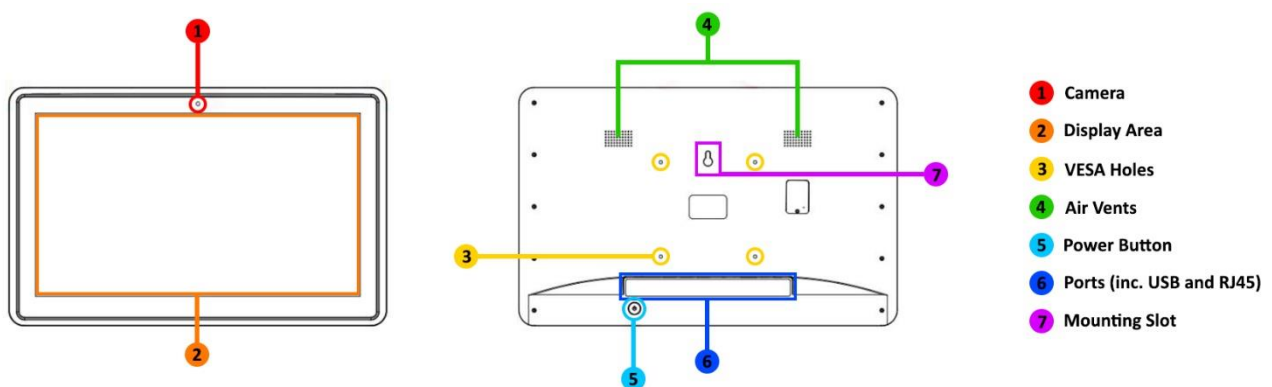 1
2
4
3
7
5
6
1 Camera
2 Display Area
3 VESA Holes
4 Air Vents
5 Power Button
6 Ports (inc. USB and RJ45)
7 Mounting Slot